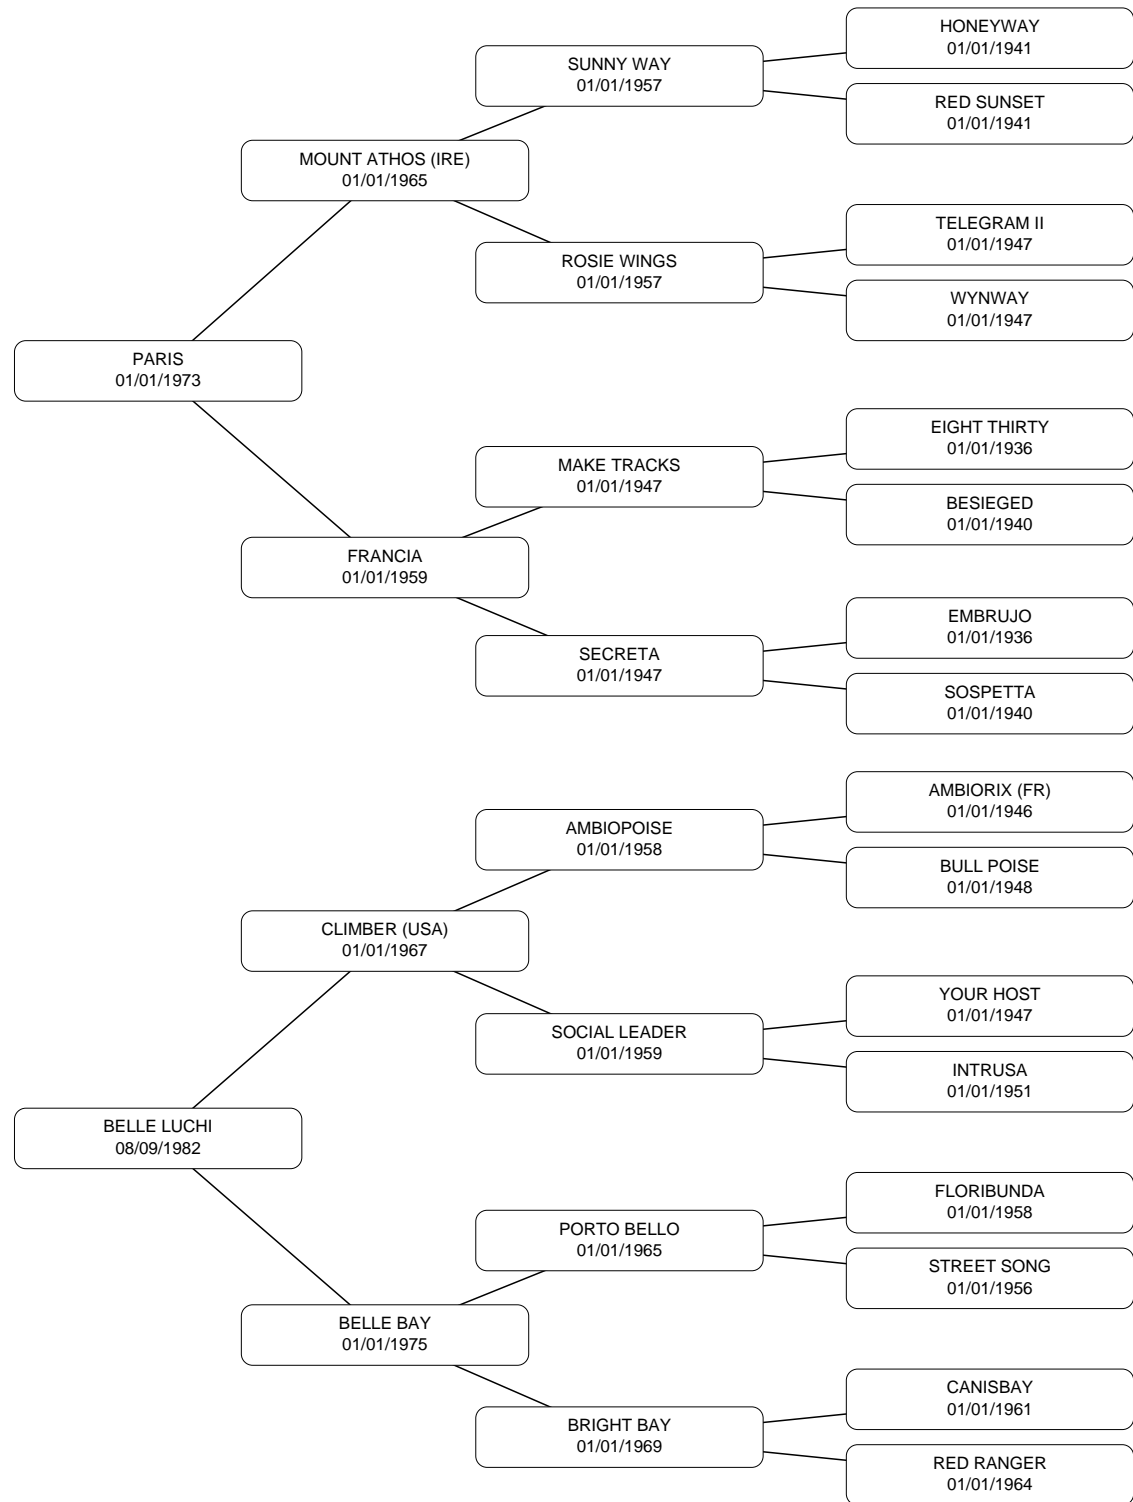 HONEYWAY
01/01/1941
SUNNY WAY
01/01/1957
RED SUNSET
01/01/1941
MOUNT ATHOS (IRE)
01/01/1965
TELEGRAM II
01/01/1947
ROSIE WINGS
01/01/1957
WYNWAY
01/01/1947
PARIS
01/01/1973
EIGHT THIRTY
01/01/1936
MAKE TRACKS
01/01/1947
BESIEGED
01/01/1940
FRANCIA
01/01/1959
EMBRUJO
01/01/1936
SECRETA
01/01/1947
SOSPETTA
01/01/1940
AMBIORIX (FR)
01/01/1946
AMBIOPOISE
01/01/1958
BULL POISE
01/01/1948
CLIMBER (USA)
01/01/1967
YOUR HOST
01/01/1947
SOCIAL LEADER
01/01/1959
INTRUSA
01/01/1951
BELLE LUCHI
08/09/1982
FLORIBUNDA
01/01/1958
PORTO BELLO
01/01/1965
STREET SONG
01/01/1956
BELLE BAY
01/01/1975
CANISBAY
01/01/1961
BRIGHT BAY
01/01/1969
RED RANGER
01/01/1964